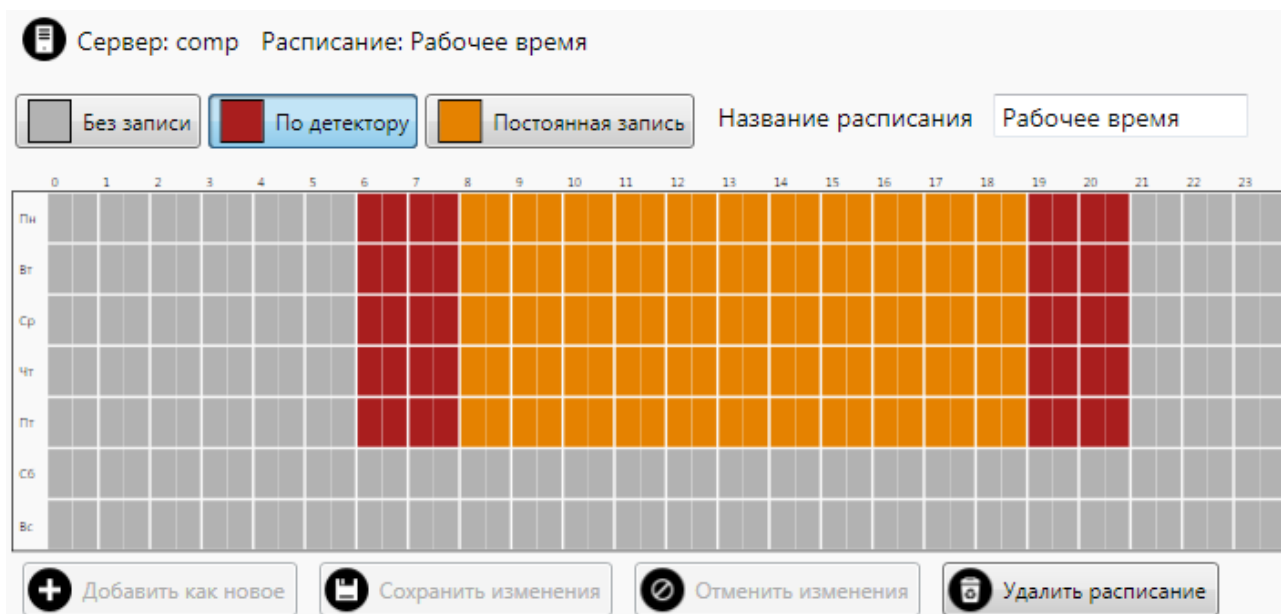 Сервер: comp Расписание: Рабочее время
Без записи По детектору Постоянная запись Название расписания Рабочее время
0 1 2 3 4 5 6 7 8 9 10 11 12 13 14 15 16 17 18 19 20 21 22 23
Пн
Вт
Ср
Чт
Пт
Сб
Вс
Добавить как новое Сохранить изменения Отменить изменения Удалить расписание